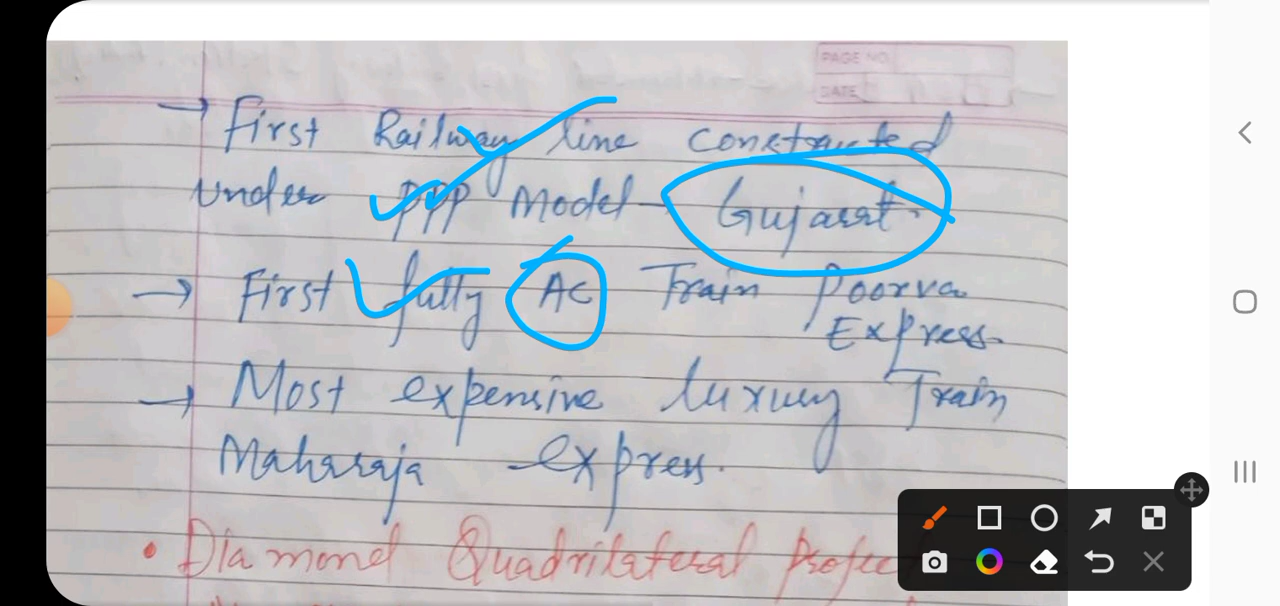 PAGE NO.
DATE
→ First Railway line constructed
Under PPP Model - Gujarat.
→ First fully AC Train Poorva
Express.
→ Most expensive luxury Train
Maharaja express.
• Diamond Quadrilateral